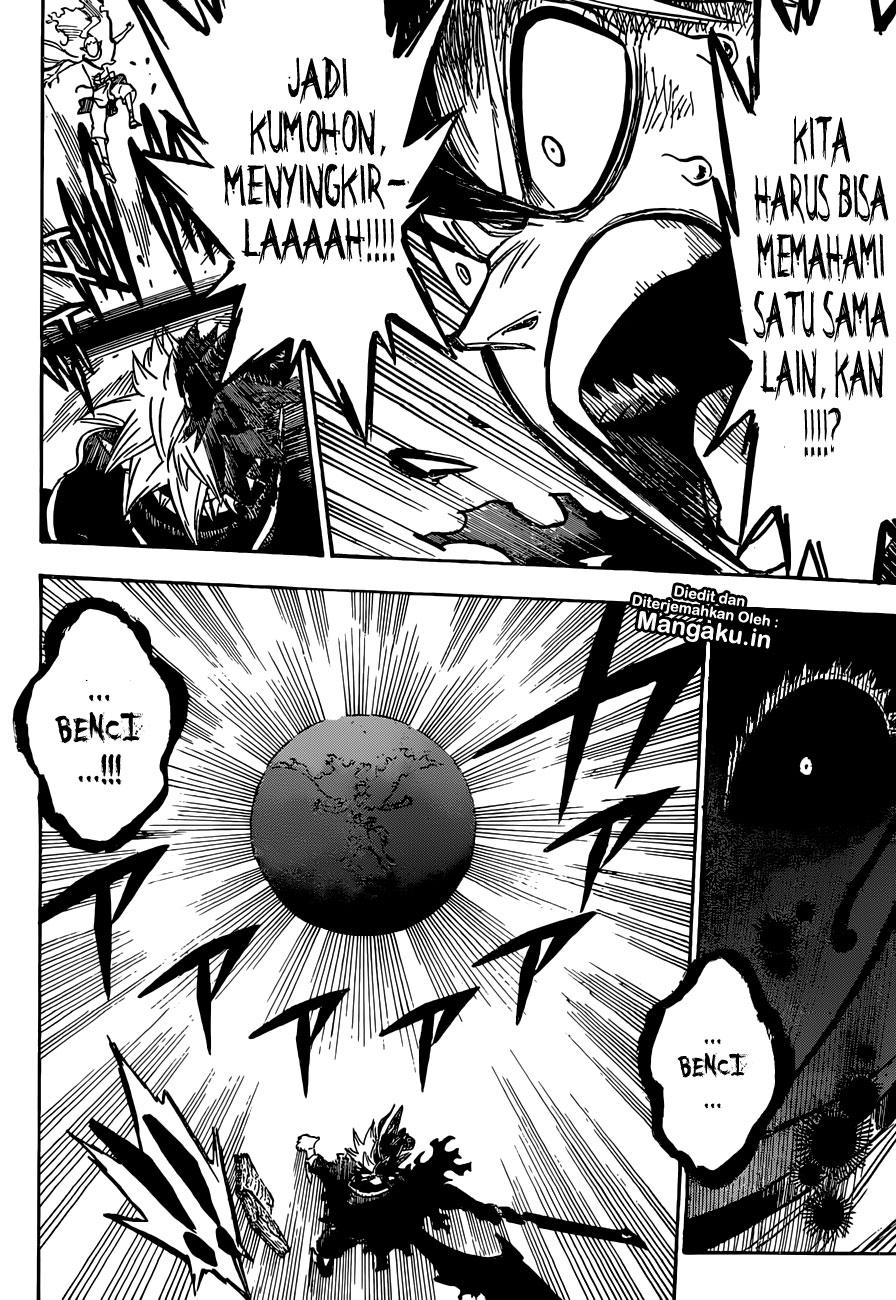 KITA
HARUS BISA
MEMAHAMI
SATU SAMA
LAIN, KAN
!!!!?
JADI
KUMOHON,
MENYINGKIR-
LAAAAH!!!!
Diedit dan
Diterjemahkan Oleh :
Mangaku.in
...
BENCI
...
...
BENCI
...!!!